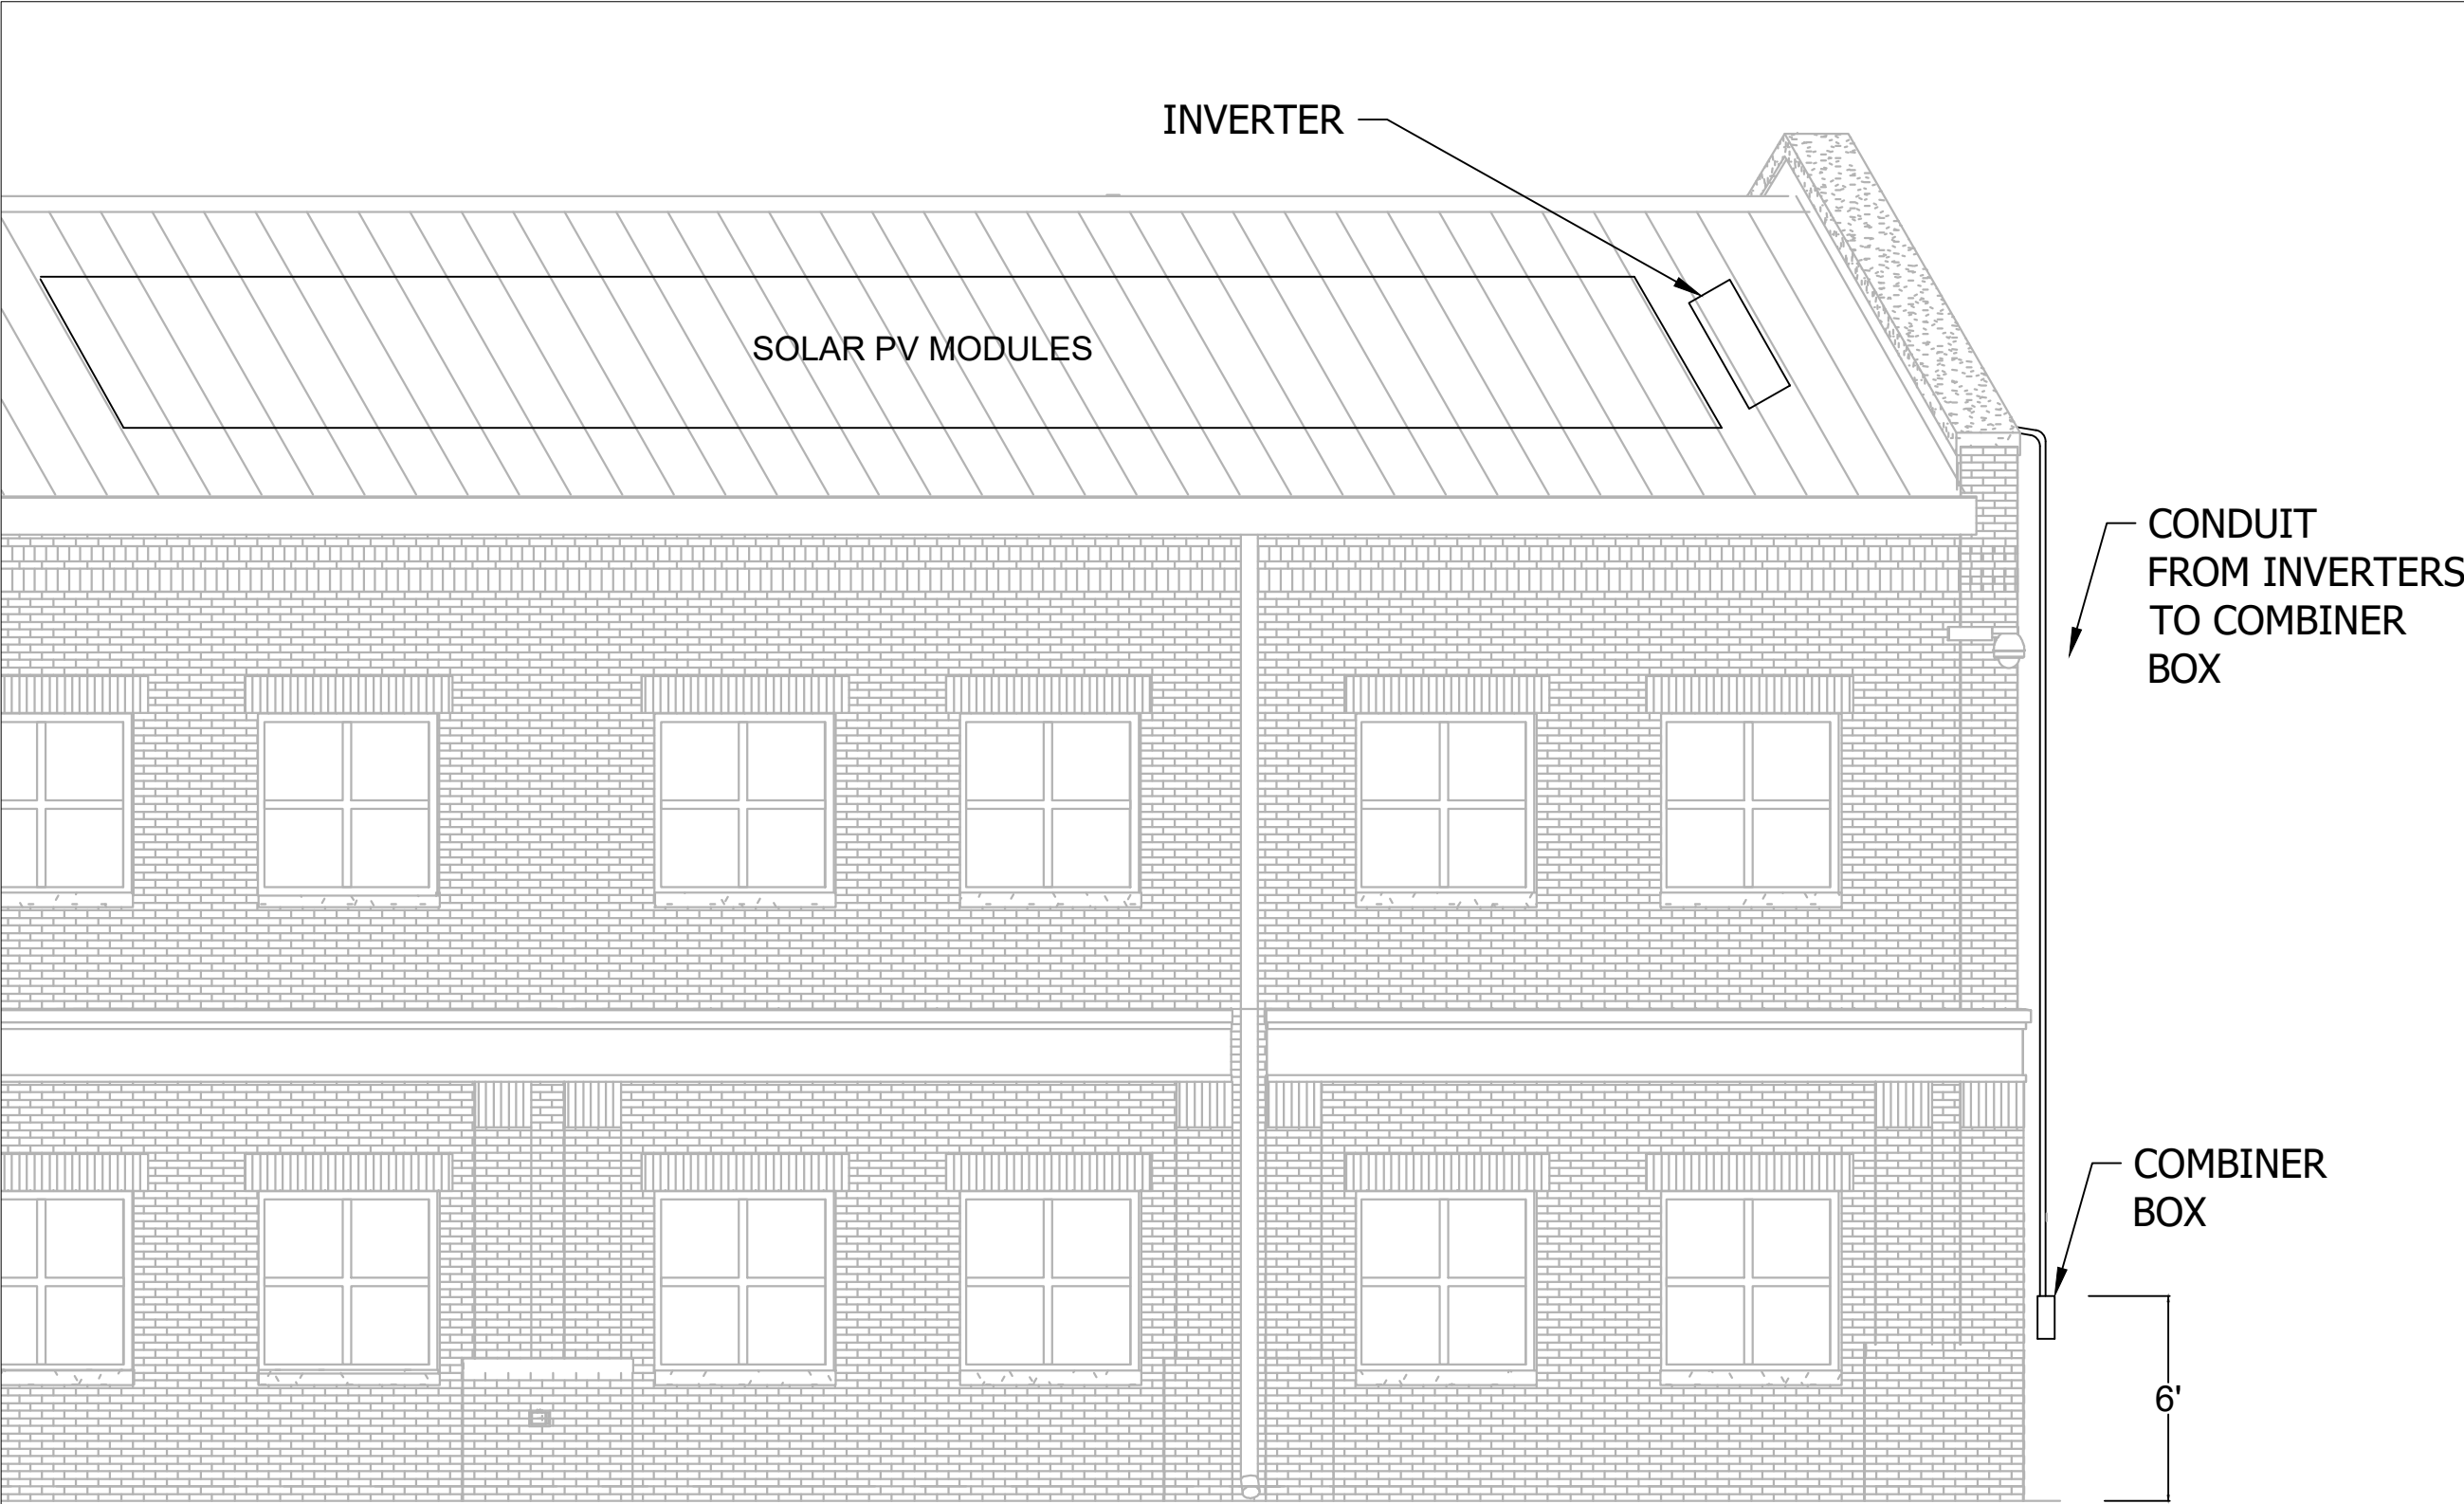 INVERTER
SOLAR PV MODULES
CONDUIT
FROM INVERTERS
TO COMBINER
BOX
COMBINER
BOX
6'